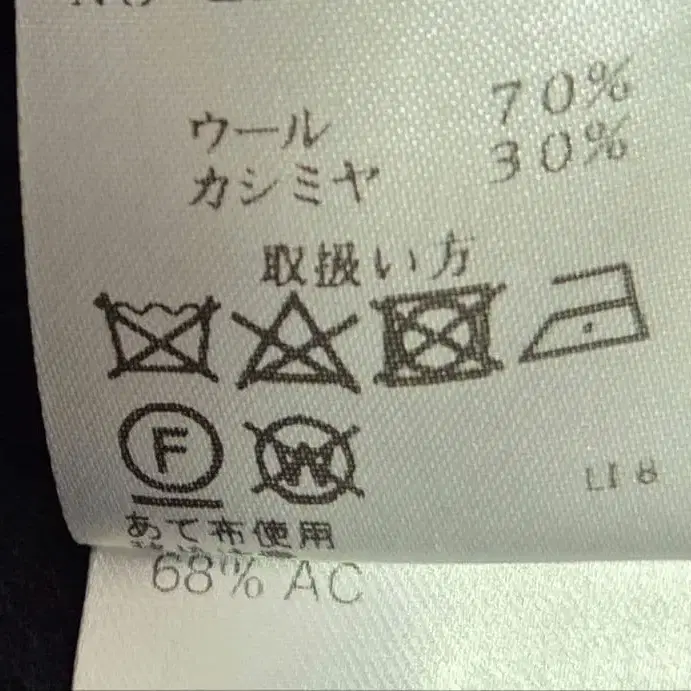 ウール 70%
カシミヤ 30%
取扱い方
F W
LI 8
あて布使用
68% AC